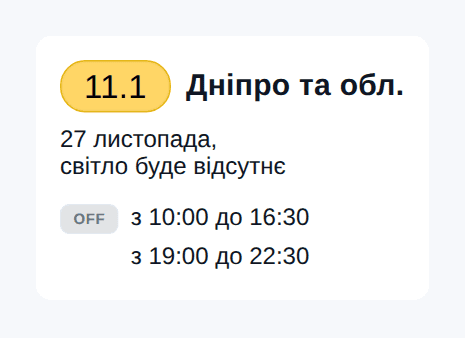 11.1 Дніпро та обл.
27 листопада,
світло буде відсутнє
OFF з 10:00 до 16:30
з 19:00 до 22:30